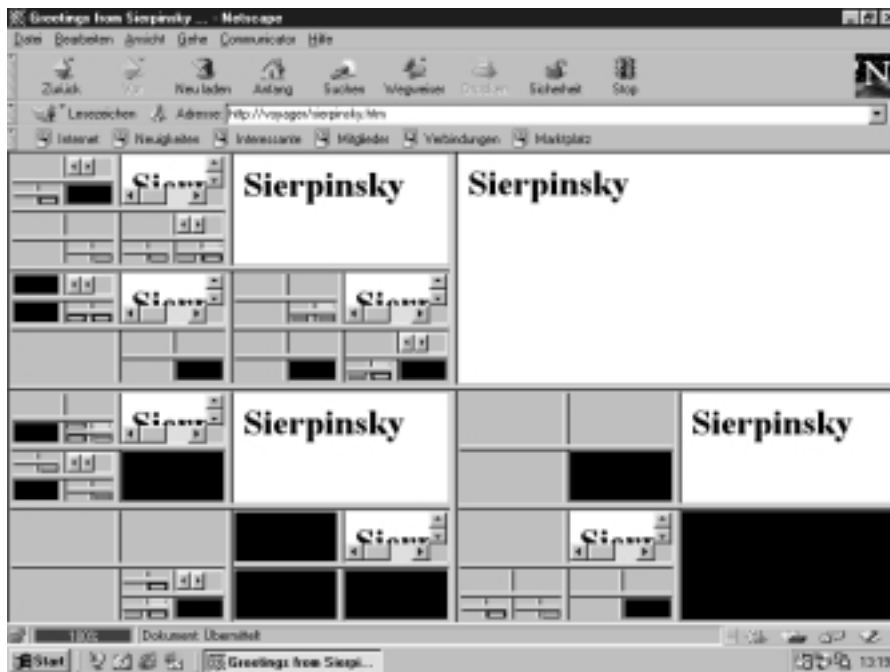 Greetings from Sierpinsky ... - Netscape
Datei Bearbeiten Ansicht Gehe Communicator Hilfe
Zurück Vor Neu laden Anfang Suchen Wegweiser Drucken Sicherheit Stop
Lesezeichen Adresse: http://voyager/sierpinsky.htm
Internet Neuigkeiten Interessante Mitglieder Verbindungen Marktplatz
Sierpinsky Sierpinsky
Sierpinsky Sierpinsky
100% Dokument: Übermittelt
Start Greetings from Sierpi...